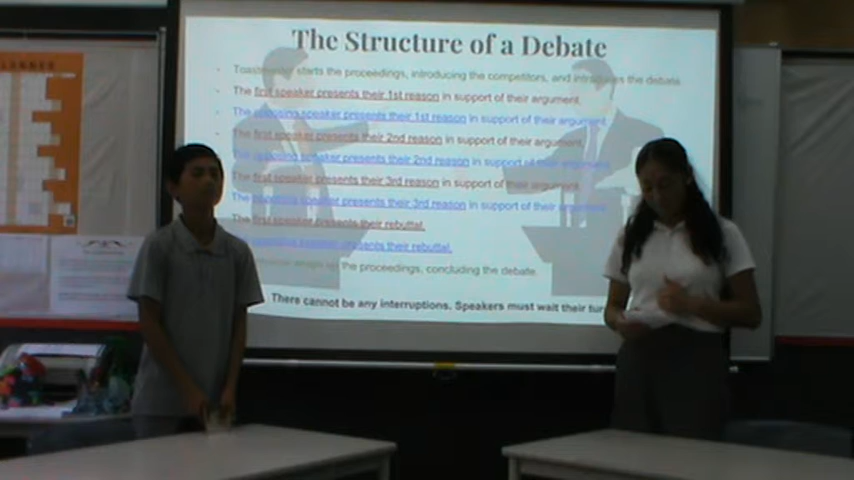 The Structure of a Debate
Toastmaster starts the proceedings, introducing the competitors, and introduces the debate.
The first speaker presents their 1st reason in support of their argument.
The opposing speaker presents their 1st reason in support of their argument.
The first speaker presents their 2nd reason in support of their argument.
The opposing speaker presents their 2nd reason in support of their argument.
The first speaker presents their 3rd reason in support of their argument.
The opposing speaker presents their 3rd reason in support of their argument.
The first speaker presents their rebuttal.
The opposing speaker presents their rebuttal.
the proceedings, concluding the debate.
There cannot be any interruptions. Speakers must wait their